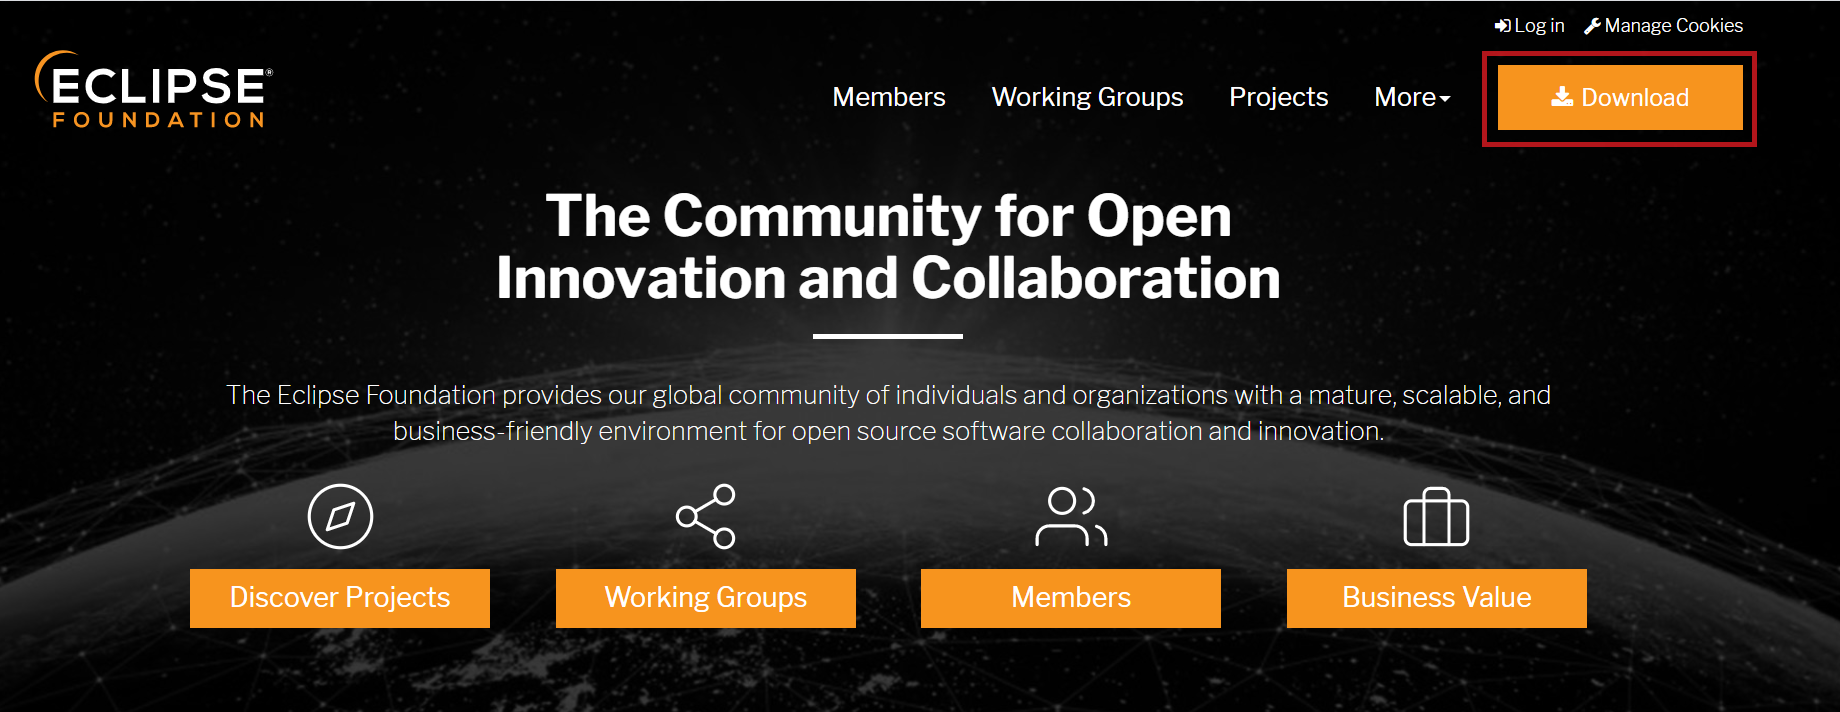 Log in Manage Cookies
ECLIPSE®
FOUNDATION
Members Working Groups Projects More Download
The Community for Open
Innovation and Collaboration
The Eclipse Foundation provides our global community of individuals and organizations with a mature, scalable, and
business-friendly environment for open source software collaboration and innovation.
Discover Projects Working Groups Members Business Value